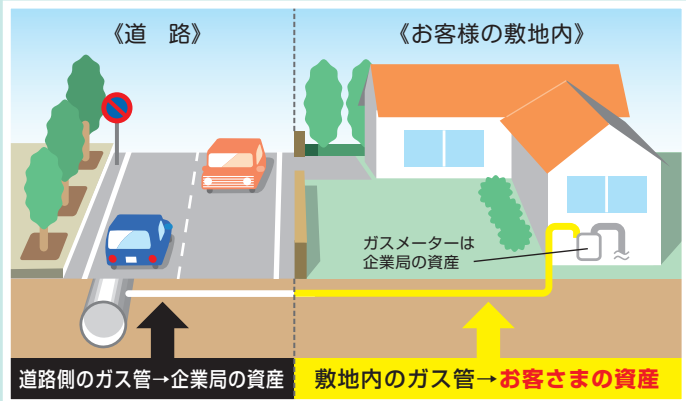 《道　路》
《お客様の敷地内》
ガスメーターは
企業局の資産
道路側のガス管→企業局の資産
敷地内のガス管→お客さまの資産